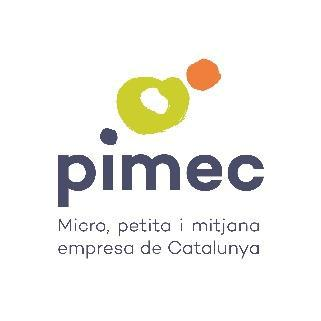 pimec
Micro, petita i mitjana
empresa de Catalunya